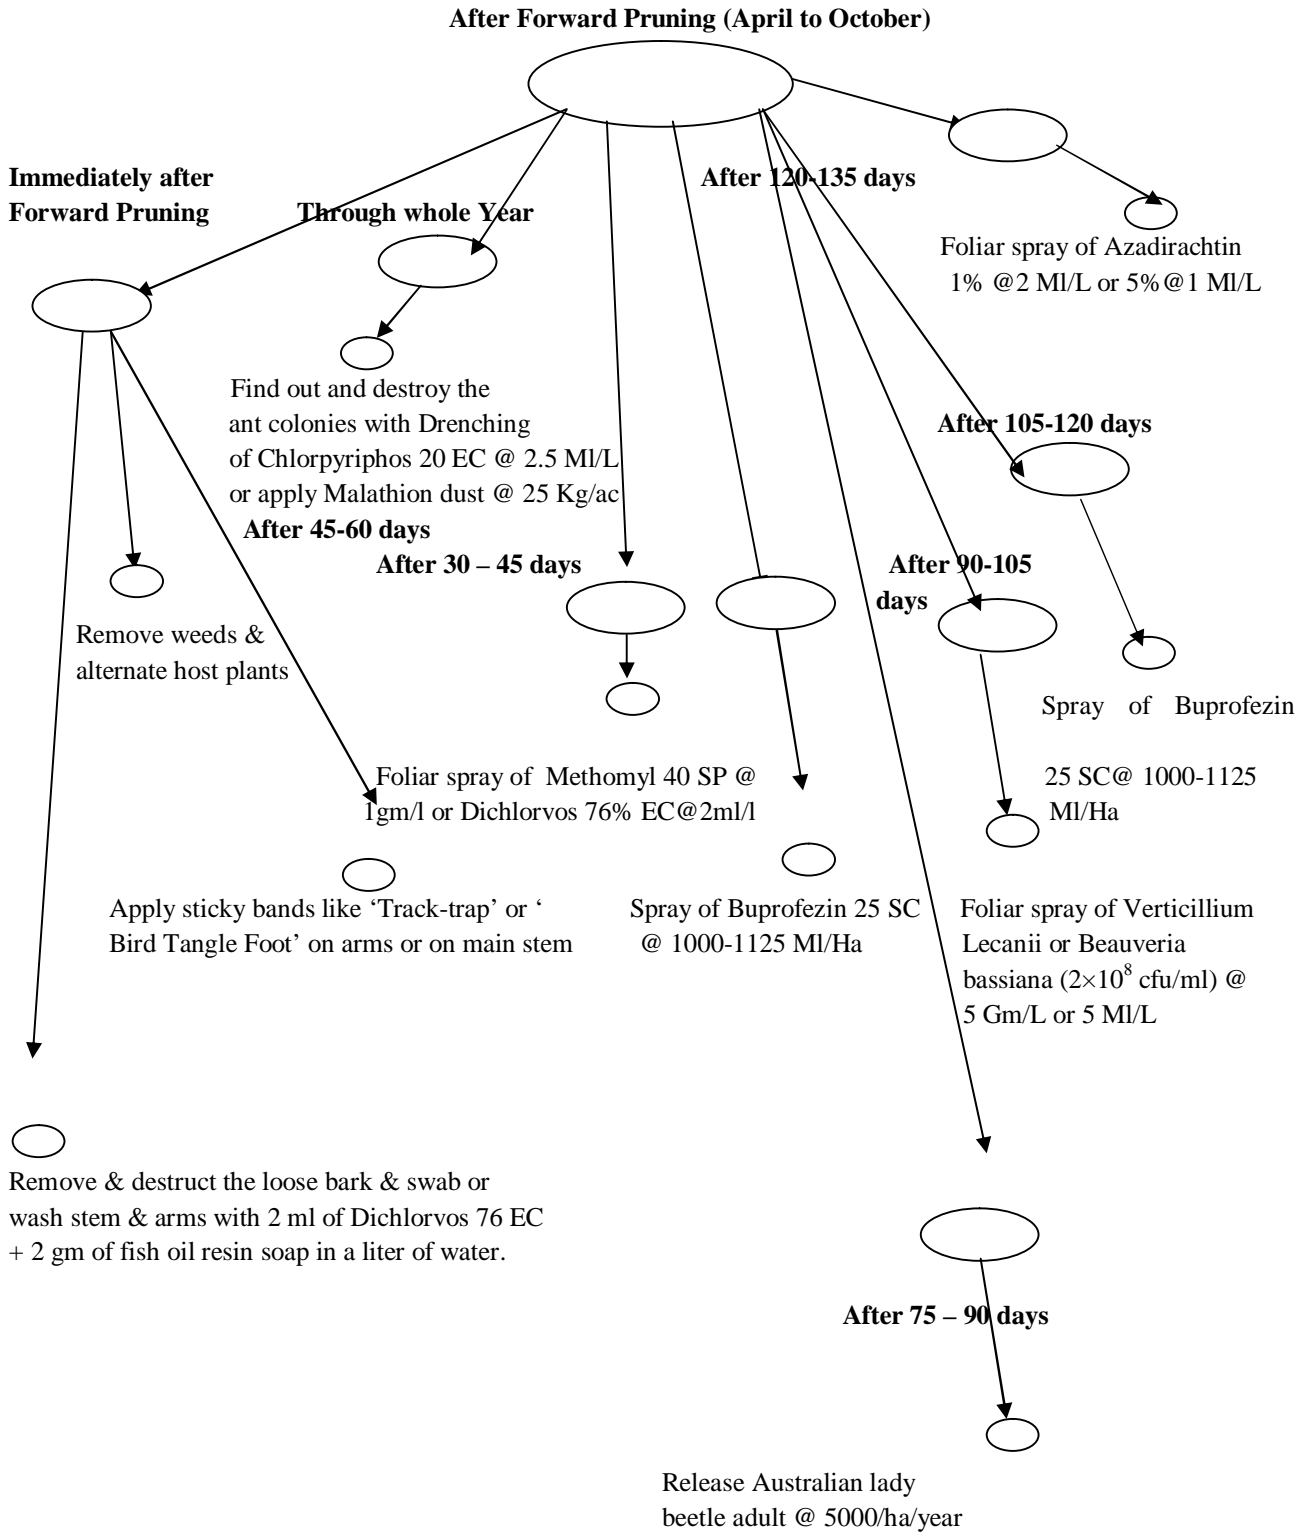 After Forward Pruning (April to October)
Immediately after
Forward Pruning
Through whole Year
After 120-135 days
Foliar spray of Azadirachtin
1% @2 Ml/L or 5%@1 Ml/L
Find out and destroy the
ant colonies with Drenching
of Chlorpyriphos 20 EC @ 2.5 Ml/L
or apply Malathion dust @ 25 Kg/ac
After 45-60 days
After 30 – 45 days
After 105-120 days
After 90-105
days
Remove weeds &
alternate host plants
Spray of Buprofezin
25 SC@ 1000-1125
Ml/Ha
Foliar spray of Methomyl 40 SP @
1gm/l or Dichlorvos 76% EC@2ml/l
Apply sticky bands like ‘Track-trap’ or ‘
Bird Tangle Foot’ on arms or on main stem
Spray of Buprofezin 25 SC
@ 1000-1125 Ml/Ha
Foliar spray of Verticillium
Lecanii or Beauveria
bassiana (2×10⁸ cfu/ml) @
5 Gm/L or 5 Ml/L
Remove & destruct the loose bark & swab or
wash stem & arms with 2 ml of Dichlorvos 76 EC
+ 2 gm of fish oil resin soap in a liter of water.
After 75 – 90 days
Release Australian lady
beetle adult @ 5000/ha/year